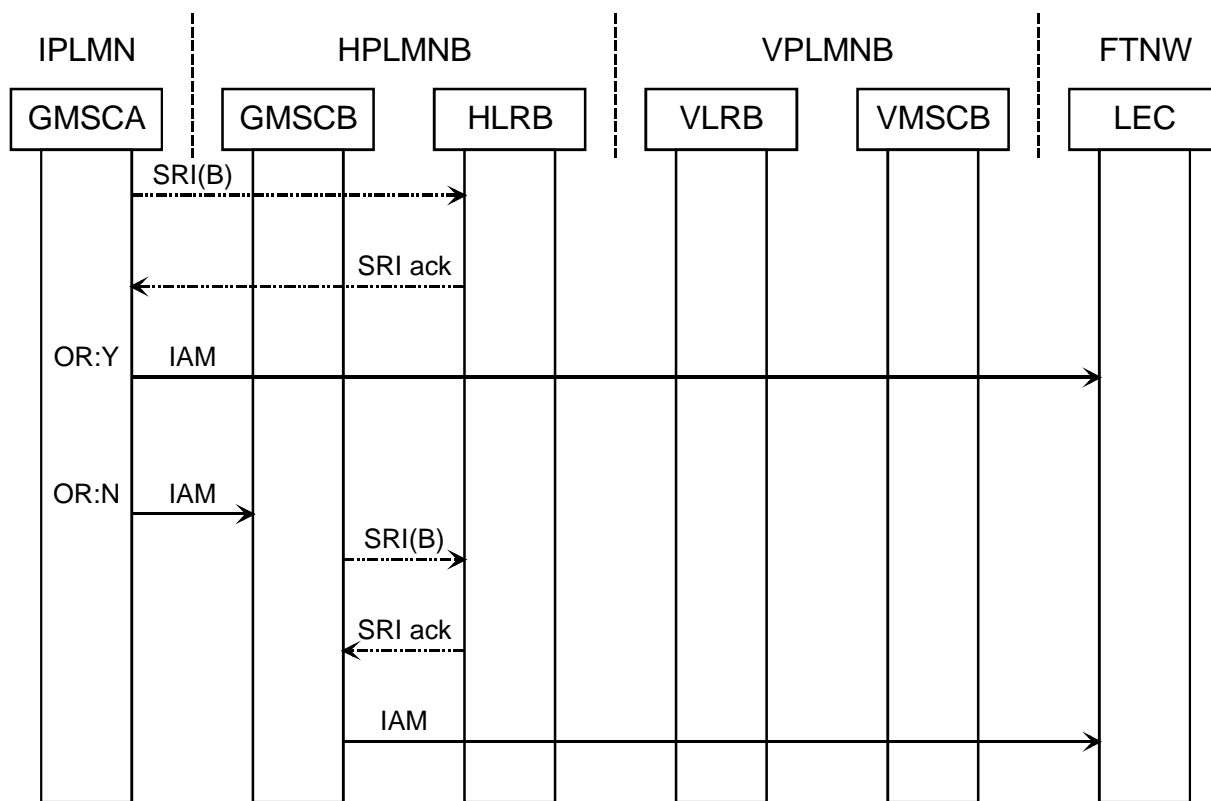 IPLMN HPLMNB VPLMNB FTNW
GMSCA GMSCB HLRB VLRB VMSCB LEC
SRI(B)
SRI ack
OR:Y IAM
OR:N IAM
SRI(B)
SRI ack
IAM